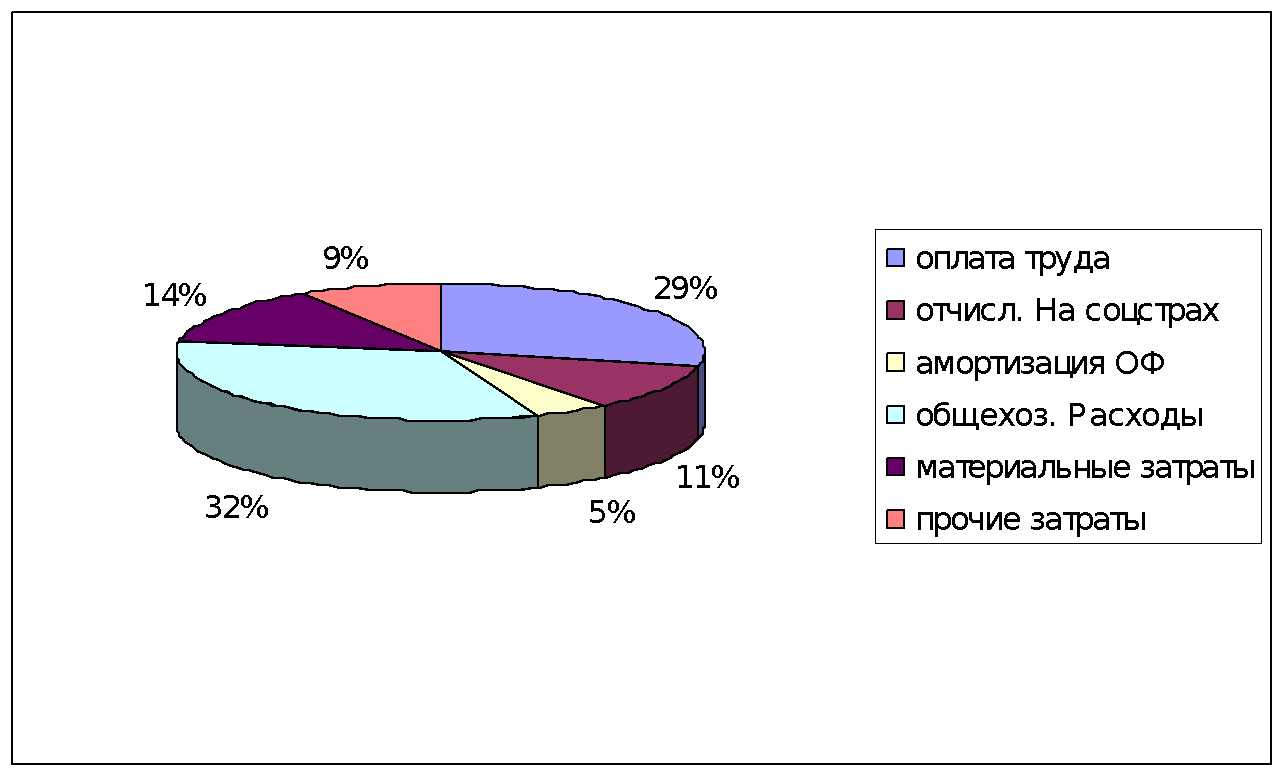 9%
29%
14%
32%
5%
11%
оплата труда
отчисл. На соцстрах
амортизация ОФ
общехоз. Расходы
материальные затраты
прочие затраты